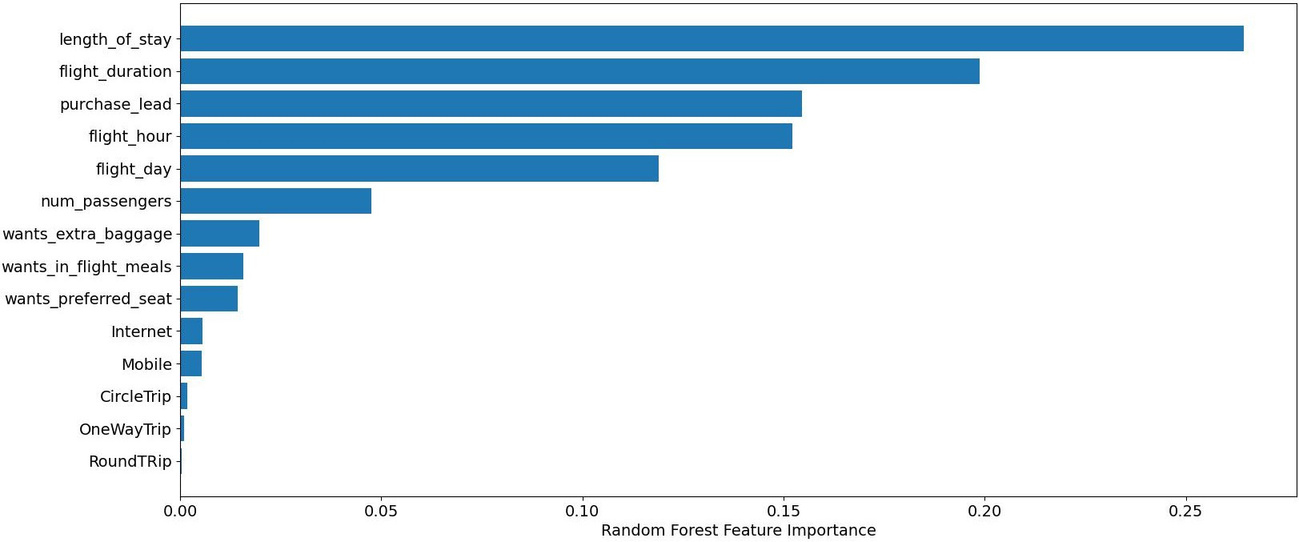 length_of_stay
flight_duration
purchase_lead
flight_hour
flight_day
num_passengers
wants_extra_baggage
wants_in_flight_meals
wants_preferred_seat
Internet
Mobile
CircleTrip
OneWayTrip
RoundTRip
0.00 0.05 0.10 0.15 0.20 0.25
Random Forest Feature Importance